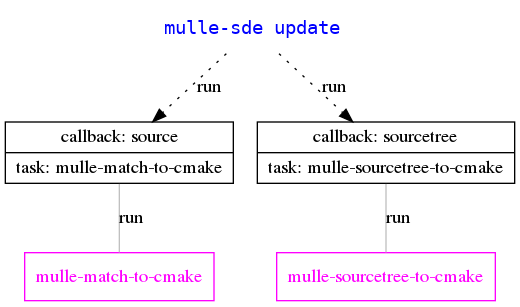 mulle-sde update
run
run
callback: source
callback: sourcetree
task: mulle-match-to-cmake
task: mulle-sourcetree-to-cmake
run
run
mulle-match-to-cmake
mulle-sourcetree-to-cmake